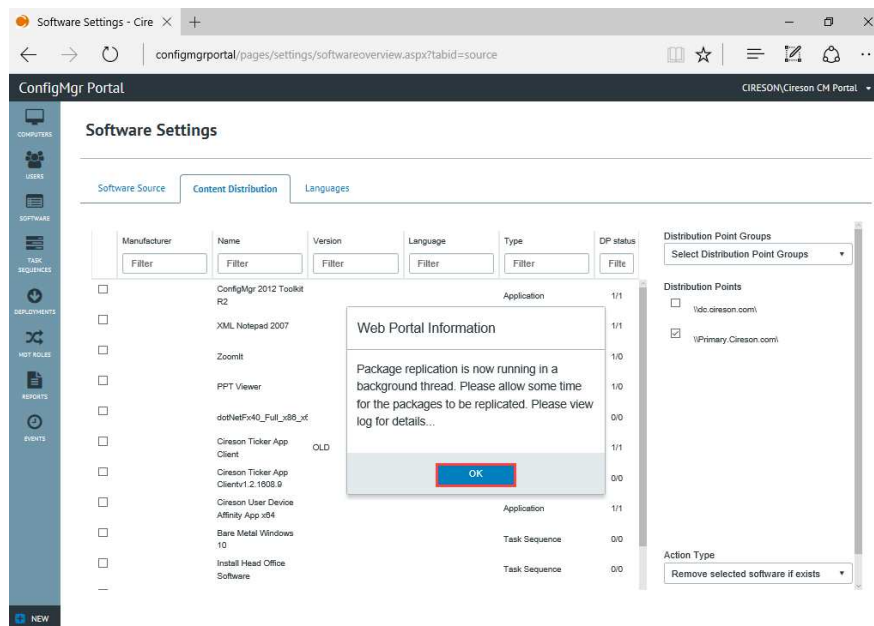 Software Settings - Cire
configmgrportal/pages/settings/softwareoverview.aspx?tabid=source
ConfigMgr Portal
CIRESON\Cireson CM Portal
COMPUTERS
USERS
SOFTWARE
TASK SEQUENCES
DEPLOYMENTS
MDT ROLES
REPORTS
EVENTS
NEW
Software Settings
Software Source
Content Distribution
Languages
Manufacturer Name Version Language Type DP status
Filter Filter Filter Filter Filter Filte
ConfigMgr 2012 Toolkit R2 Application 1/1
XML Notepad 2007 1/1
ZoomIt 1/0
PPT Viewer 1/0
dotNetFx40_Full_x86_x6 0/0
Cireson Ticker App Client OLD 1/1
Cireson Ticker App Clientv1.2.1608.9 0/0
Cireson User Device Affinity App x64 Application 1/1
Bare Metal Windows 10 Task Sequence 0/0
Install Head Office Software Task Sequence 0/0
Web Portal Information
Package replication is now running in a
background thread. Please allow some time
for the packages to be replicated. Please view
log for details...
OK
Distribution Point Groups
Select Distribution Point Groups
Distribution Points
\\dc.cireson.com\
\\Primary.Cireson.com\
Action Type
Remove selected software if exists